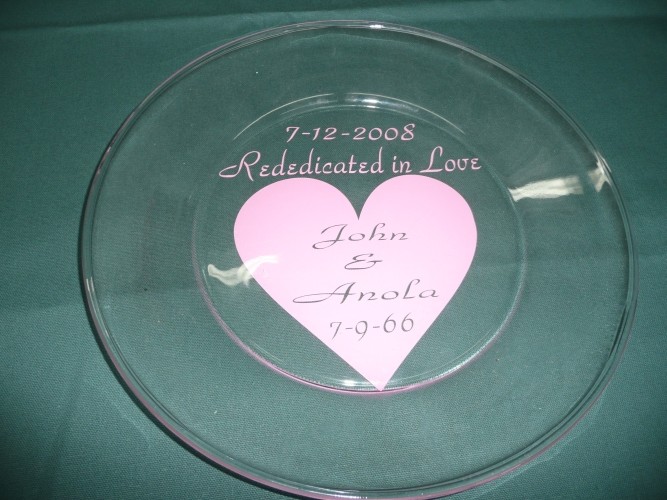 7-12-2008
Rededicated in Love
John
&
Anola
7-9-66